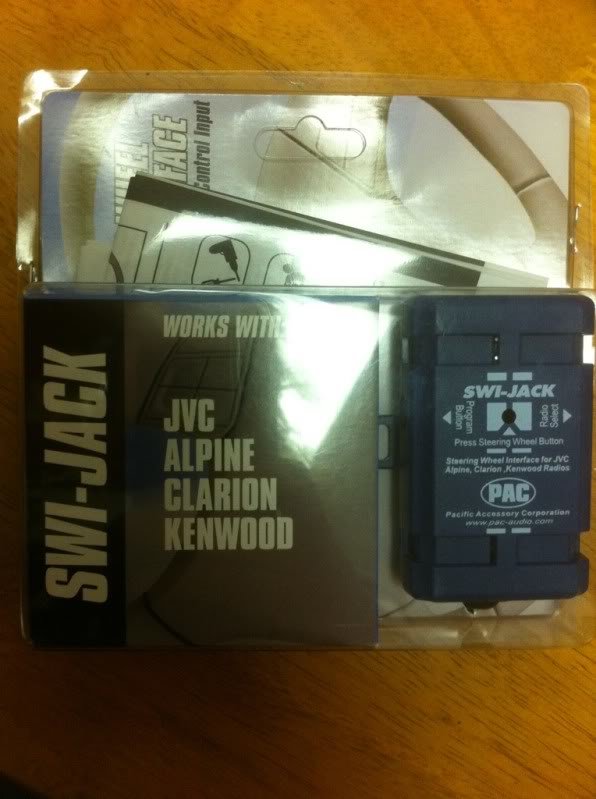 WHEEL
FACE
Control Input
SWI-JACK
WORKS WITH
JVC
ALPINE
CLARION
KENWOOD
SWI-JACK
Program
Button
Radio
Select
Press Steering Wheel Button
Steering Wheel Interface for JVC
Alpine, Clarion ,Kenwood Radios
PAC
Pacific Accessory Corporation
www.pac-audio.com